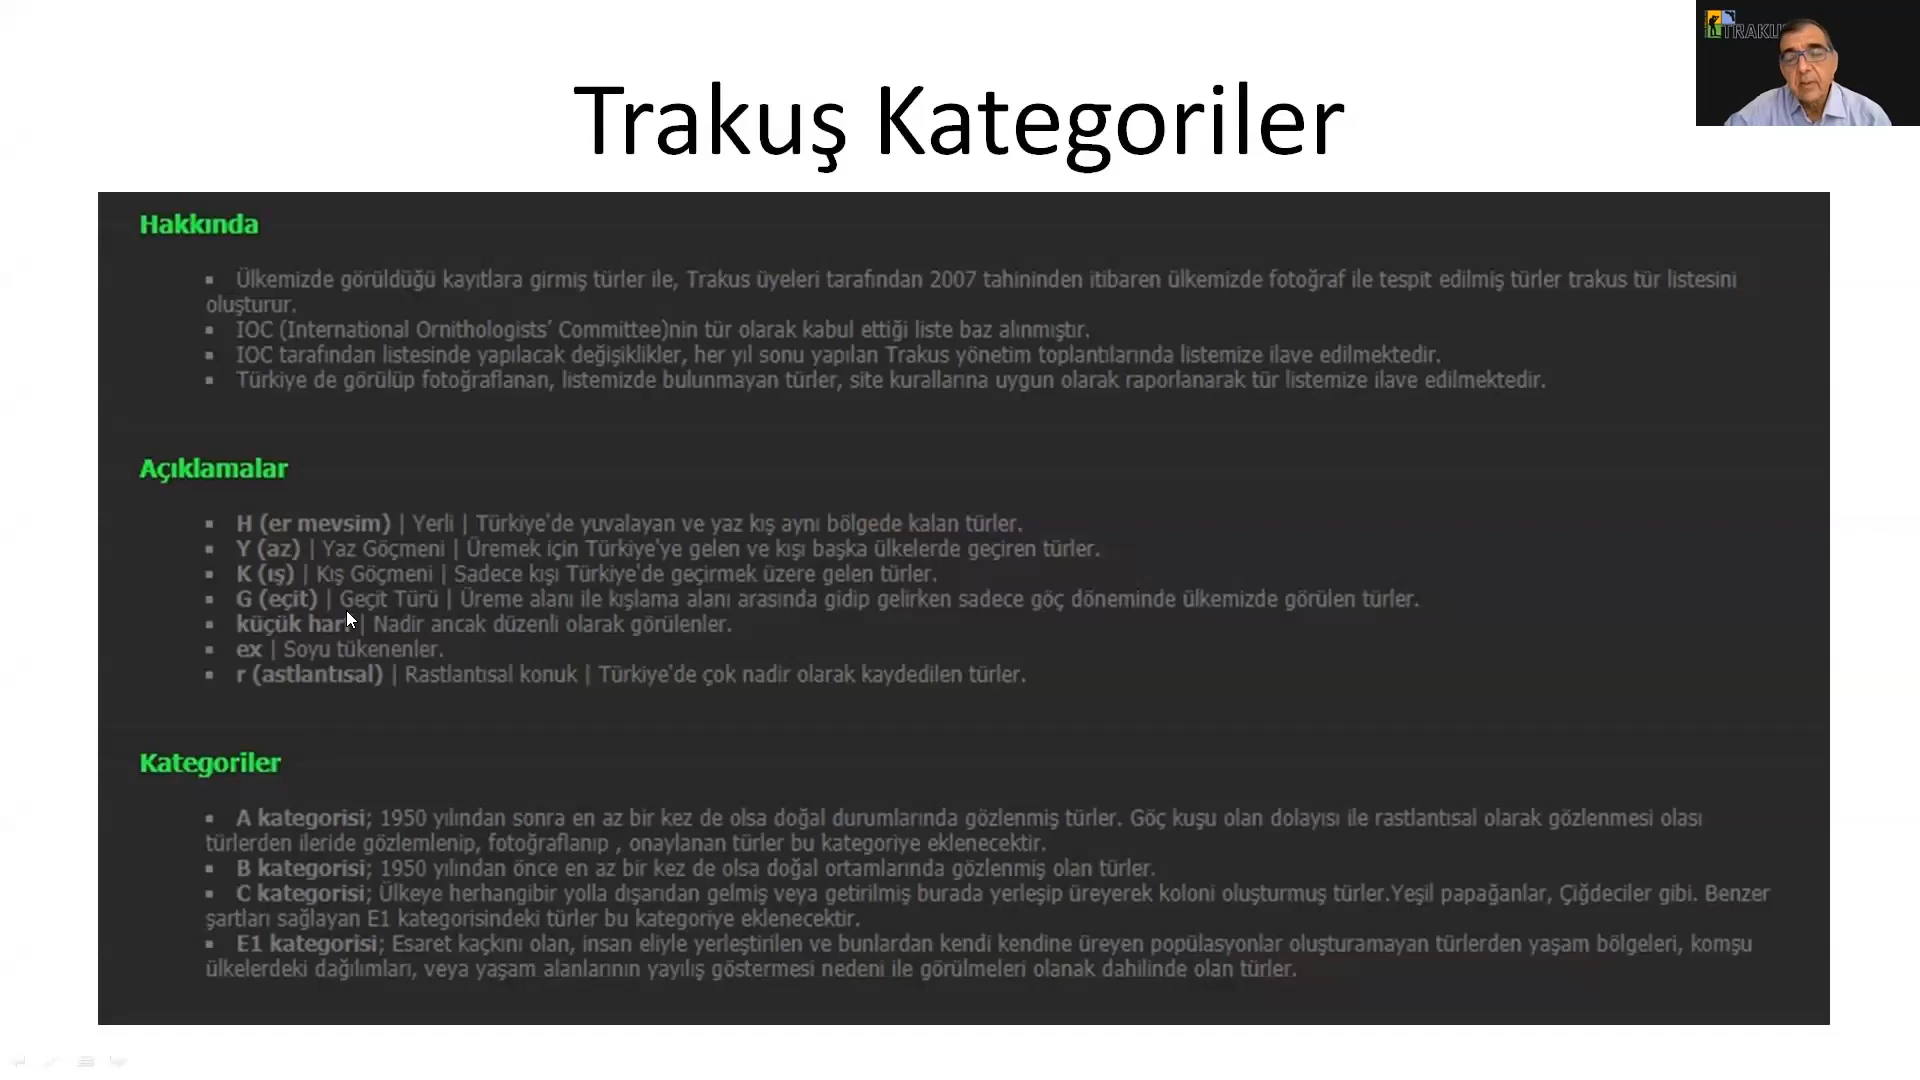 TRAKU
Trakuş Kategoriler
Hakkında
▪ Ülkemizde görüldüğü kayıtlara girmiş türler ile, Trakus üyeleri tarafından 2007 tahininden itibaren ülkemizde fotoğraf ile tespit edilmiş türler trakus tür listesini
oluşturur.
▪ IOC (International Ornithologists´ Committee)nin tür olarak kabul ettiği liste baz alınmıştır.
▪ IOC tarafından listesinde yapılacak değişiklikler, her yıl sonu yapılan Trakus yönetim toplantılarında listemize ilave edilmektedir.
▪ Türkiye de görülüp fotoğraflanan, listemizde bulunmayan türler, site kurallarına uygun olarak raporlanarak tür listemize ilave edilmektedir.
Açıklamalar
▪ H (er mevsim) | Yerli | Türkiye'de yuvalayan ve yaz kış aynı bölgede kalan türler.
▪ Y (az) | Yaz Göçmeni | Üremek için Türkiye'ye gelen ve kışı başka ülkelerde geçiren türler.
▪ K (ış) | Kış Göçmeni | Sadece kışı Türkiye'de geçirmek üzere gelen türler.
▪ G (eçit) | Geçit Türü | Üreme alanı ile kışlama alanı arasında gidip gelirken sadece göç döneminde ülkemizde görülen türler.
▪ küçük harf | Nadir ancak düzenli olarak görülenler.
▪ ex | Soyu tükenenler.
▪ r (astlantısal) | Rastlantısal konuk | Türkiye'de çok nadir olarak kaydedilen türler.
Kategoriler
▪ A kategorisi; 1950 yılından sonra en az bir kez de olsa doğal durumlarında gözlenmiş türler. Göç kuşu olan dolayısı ile rastlantısal olarak gözlenmesi olası
türlerden ileride gözlemlenip, fotoğraflanıp , onaylanan türler bu kategoriye eklenecektir.
▪ B kategorisi; 1950 yılından önce en az bir kez de olsa doğal ortamlarında gözlenmiş olan türler.
▪ C kategorisi; Ülkeye herhangibir yolla dışarıdan gelmiş veya getirilmiş burada yerleşip üreyerek koloni oluşturmuş türler.Yeşil papağanlar, Çiğdeciler gibi. Benzer
şartları sağlayan E1 kategorisindeki türler bu kategoriye eklenecektir.
▪ E1 kategorisi; Esaret kaçkını olan, insan eliyle yerleştirilen ve bunlardan kendi kendine üreyen popülasyonlar oluşturamayan türlerden yaşam bölgeleri, komşu
ülkelerdeki dağılımları, veya yaşam alanlarının yayılış göstermesi nedeni ile görülmeleri olanak dahilinde olan türler.